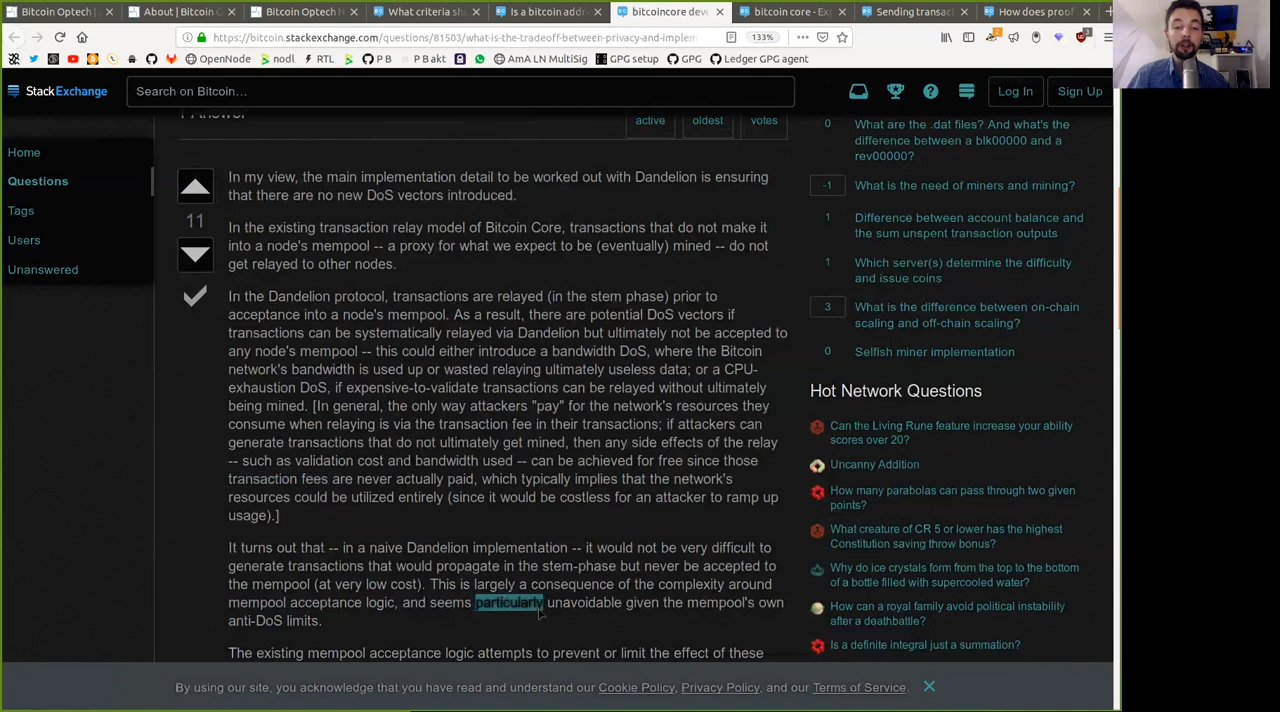 Bitcoin Optech
About | Bitcoin O
Bitcoin Optech N
What criteria sh
Is a bitcoin addr
bitcoincore dev
bitcoin core - Exp
Sending transac
How does proof
https://bitcoin.stackexchange.com/questions/81503/what-is-the-tradeoff-between-privacy-and-implem
133%
OpenNode
nodl
RTL
P B
P B akt
AmA LN MultiSig
GPG setup
GPG
Ledger GPG agent
StackExchange
Search on Bitcoin...
Log In
Sign Up
Home
Questions
Tags
Users
Unanswered
1 Answer
active
oldest
votes
11
In my view, the main implementation detail to be worked out with Dandelion is ensuring
that there are no new DoS vectors introduced.
In the existing transaction relay model of Bitcoin Core, transactions that do not make it
into a node's mempool -- a proxy for what we expect to be (eventually) mined -- do not
get relayed to other nodes.
In the Dandelion protocol, transactions are relayed (in the stem phase) prior to
acceptance into a node's mempool. As a result, there are potential DoS vectors if
transactions can be systematically relayed via Dandelion but ultimately not be accepted to
any node's mempool -- this could either introduce a bandwidth DoS, where the Bitcoin
network's bandwidth is used up or wasted relaying ultimately useless data; or a CPU-
exhaustion DoS, if expensive-to-validate transactions can be relayed without ultimately
being mined. [In general, the only way attackers "pay" for the network's resources they
consume when relaying is via the transaction fee in their transactions; if attackers can
generate transactions that do not ultimately get mined, then any side effects of the relay
-- such as validation cost and bandwidth used -- can be achieved for free since those
transaction fees are never actually paid, which typically implies that the network's
resources could be utilized entirely (since it would be costless for an attacker to ramp up
usage).]
It turns out that -- in a naive Dandelion implementation -- it would not be very difficult to
generate transactions that would propagate in the stem-phase but never be accepted to
the mempool (at very low cost). This is largely a consequence of the complexity around
mempool acceptance logic, and seems particularly unavoidable given the mempool's own
anti-DoS limits.
The existing mempool acceptance logic attempts to prevent or limit the effect of these
0
What are the .dat files? And what's the
difference between a blk00000 and a
rev00000?
-1
What is the need of miners and mining?
1
Difference between account balance and
the sum unspent transaction outputs
1
Which server(s) determine the difficulty
and issue coins
3
What is the difference between on-chain
scaling and off-chain scaling?
0
Selfish miner implementation
Hot Network Questions
Can the Living Rune feature increase your ability
scores over 20?
Uncanny Addition
How many parabolas can pass through two given
points?
What creature of CR 5 or lower has the highest
Constitution saving throw bonus?
Why do ice crystals form from the top to the bottom
of a bottle filled with supercooled water?
How can a royal family avoid political instability
after a deathbattle?
Is a definite integral just a summation?
By using our site, you acknowledge that you have read and understand our Cookie Policy, Privacy Policy, and our Terms of Service.